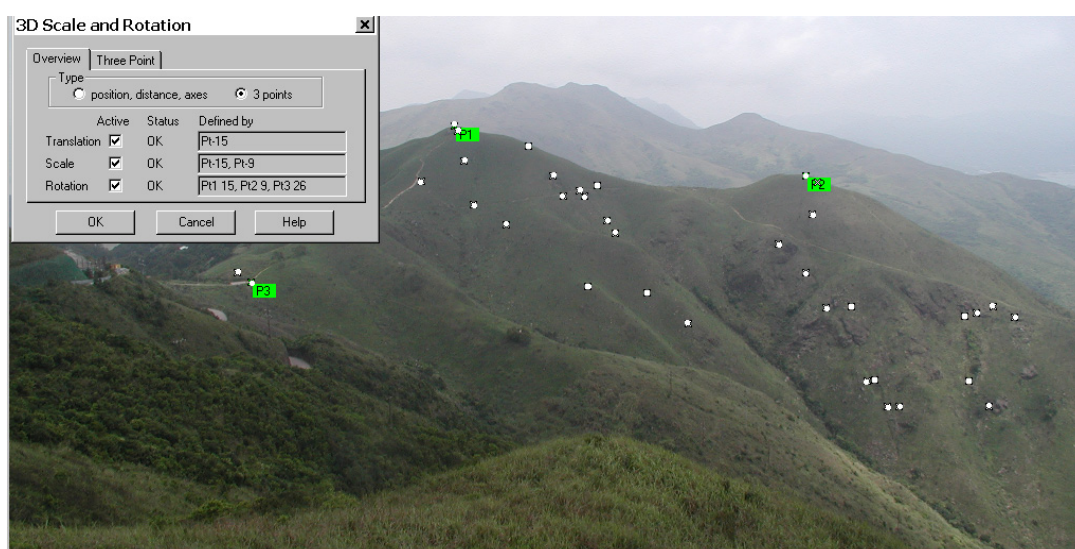 3D Scale and Rotation
Overview Three Point
Type
position, distance, axes 3 points
Active Status Defined by
Translation OK Pt-15
Scale OK Pt-15, Pt-9
Rotation OK Pt1 15, Pt2 9, Pt3 26
OK Cancel Help
P1
P2
P3